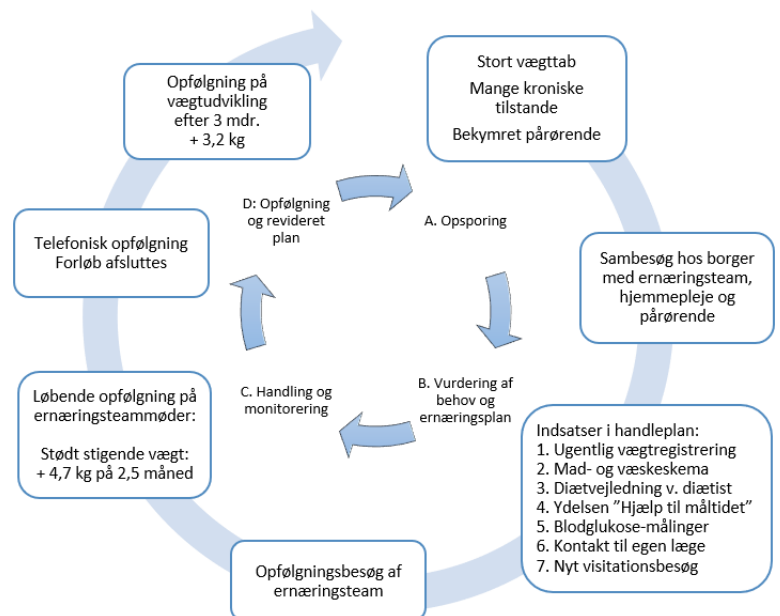 Stort vægttab
Mange kroniske
tilstande
Bekymret pårørende
Sambesøg hos borger
med ernæringsteam,
hjemmepleje og
pårørende
Indsatser i handleplan:
1. Ugentlig vægtregistrering
2. Mad- og væskeskema
3. Diætvejledning v. diætist
4. Ydelsen ”Hjælp til måltidet”
5. Blodglukose-målinger
6. Kontakt til egen læge
7. Nyt visitationsbesøg
Opfølgningsbesøg af
ernæringsteam
Løbende opfølgning på
ernæringsteammøder:
Stødt stigende vægt:
+ 4,7 kg på 2,5 måned
Telefonisk opfølgning
Forløb afsluttes
Opfølgning på
vægtudvikling
efter 3 mdr.
+ 3,2 kg
A. Opsporing
B. Vurdering af
behov og
ernæringsplan
C. Handling og
monitorering
D: Opfølgning
og revideret
plan